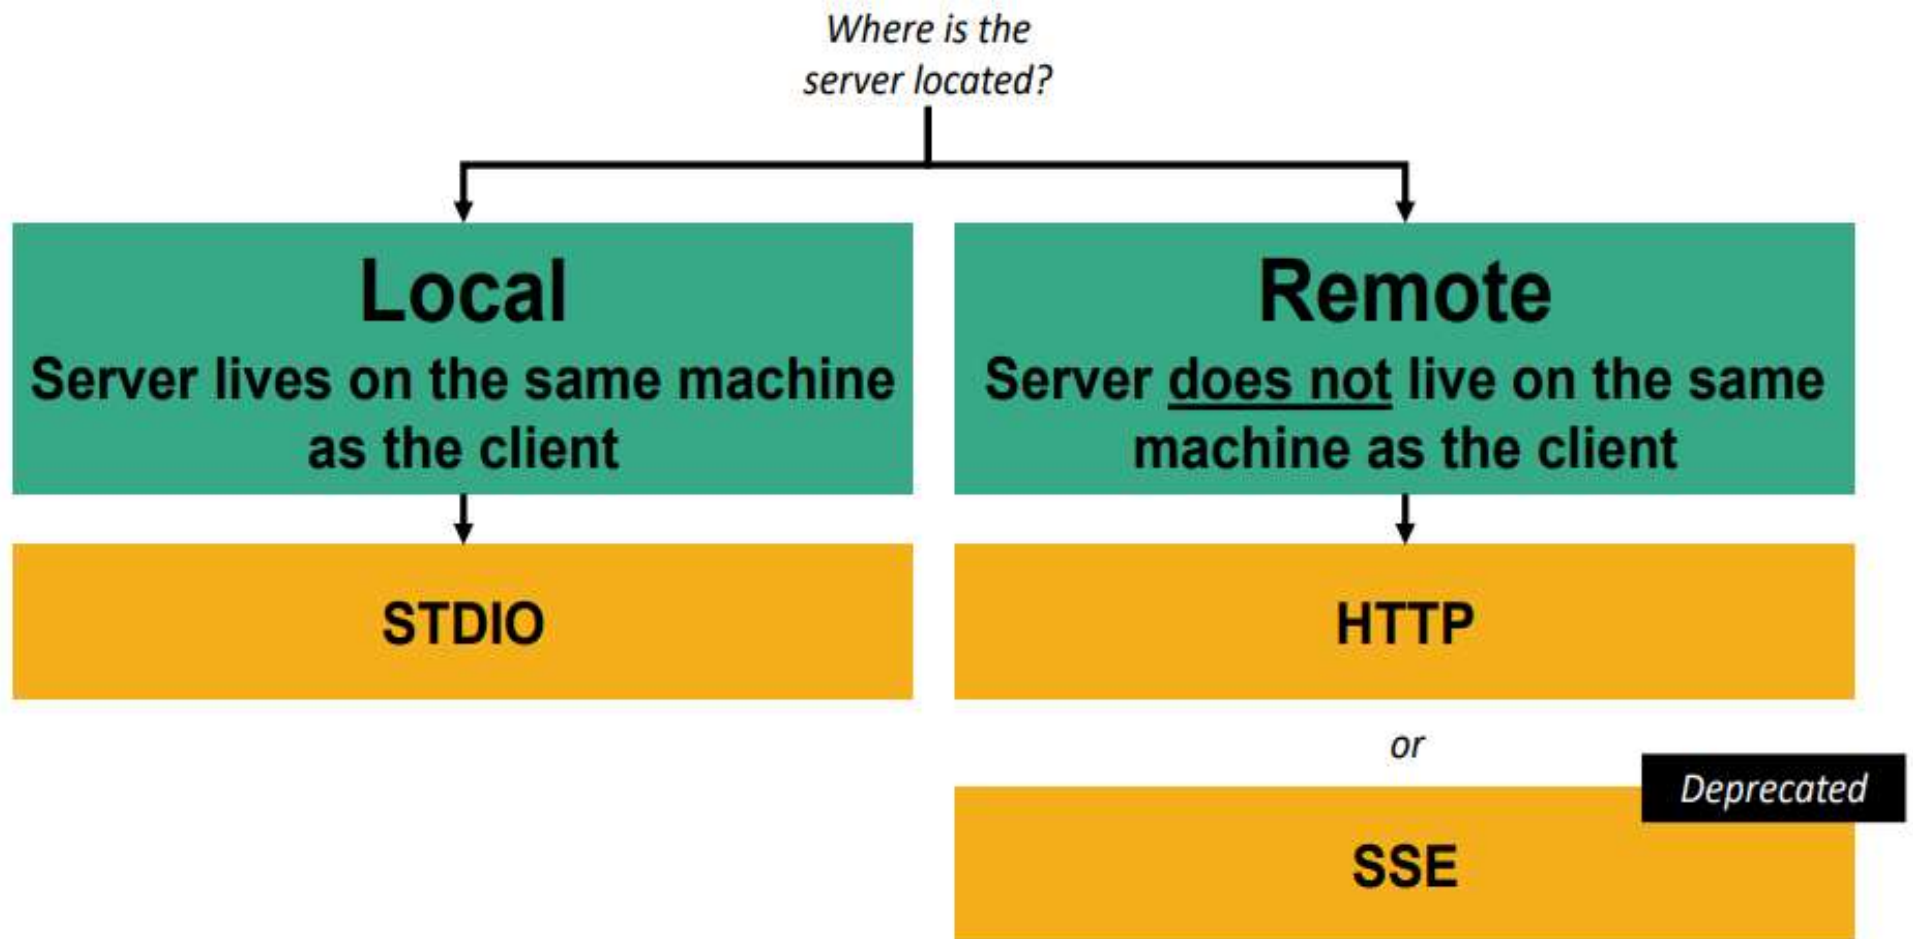 Where is the
server located?
Local
Server lives on the same machine
as the client
Remote
Server does not live on the same
machine as the client
STDIO
HTTP
or
Deprecated
SSE